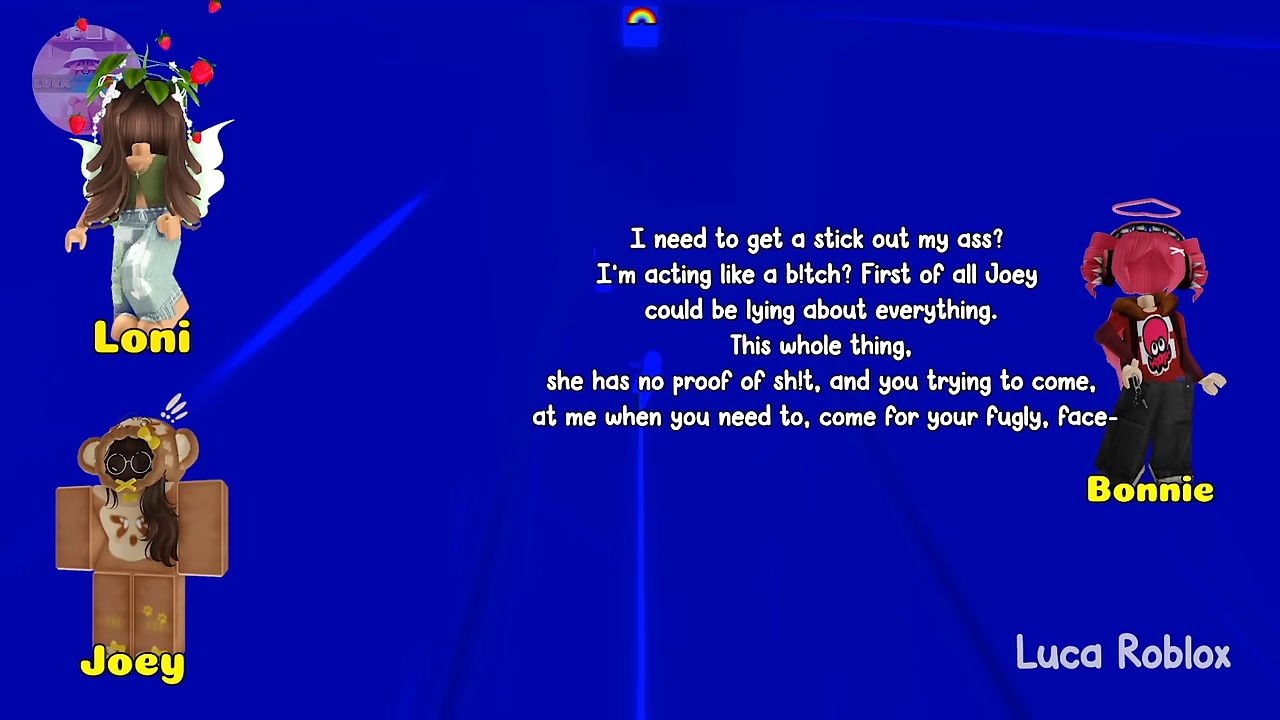 LUCA
Loni
I need to get a stick out my ass?
I'm acting like a b!tch? First of all Joey
could be lying about everything.
This whole thing,
she has no proof of sh!t, and you trying to come,
at me when you need to, come for your fugly, face-
Bonnie
Joey
Luca Roblox